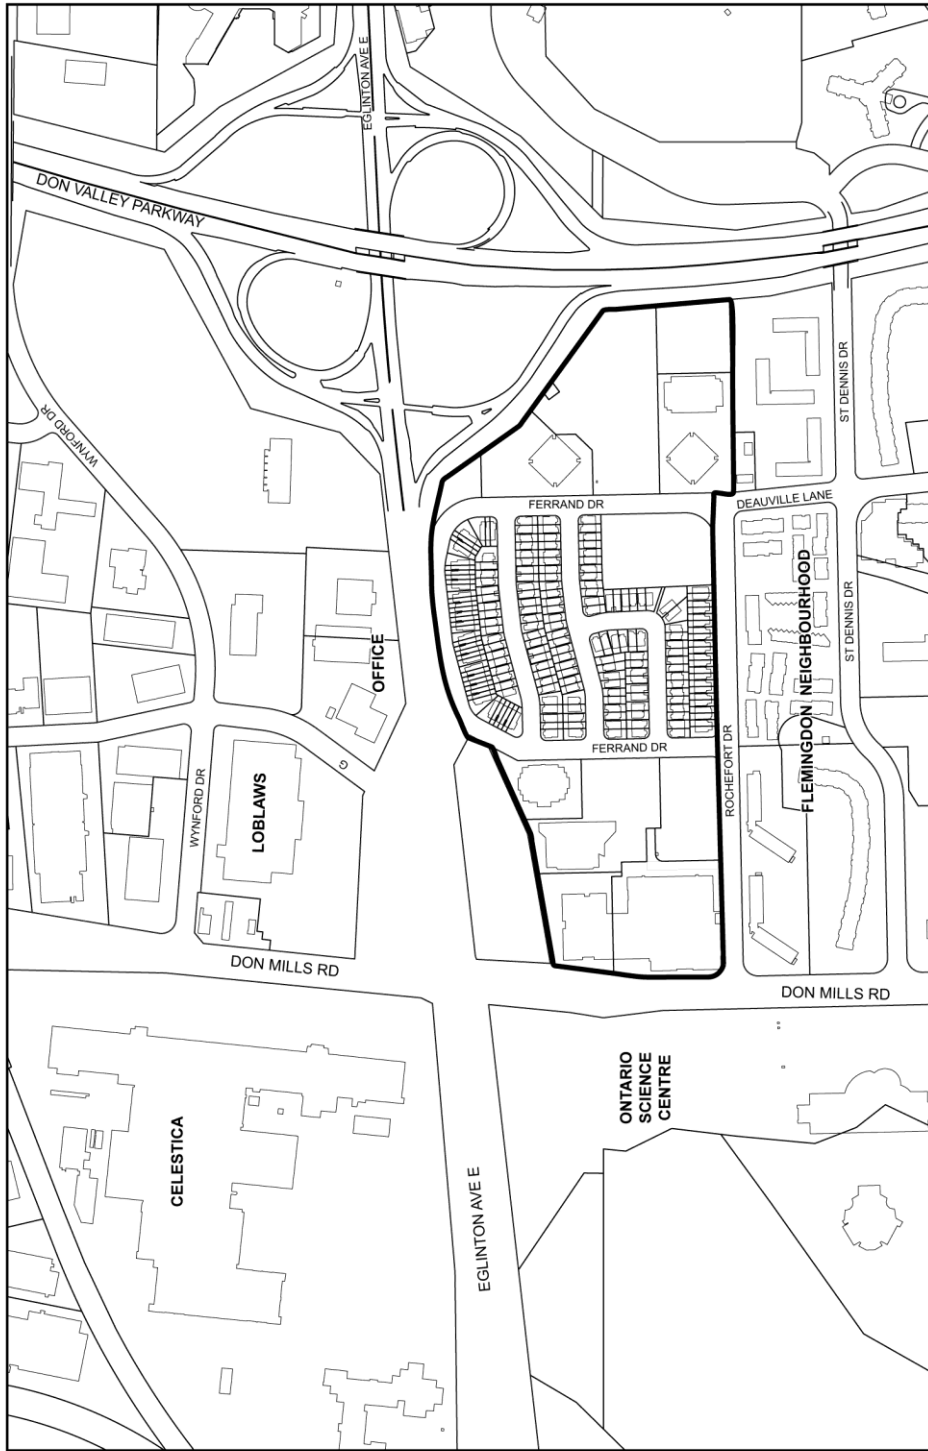 EGLINTON AVE E
DON VALLEY PARKWAY
ST DENNIS DR
WYNFORD DR
FERRAND DR
DEAUVILLE LANE
OFFICE
FLEMINGDON NEIGHBOURHOOD
ST DENNIS DR
FERRAND DR
ROCHEFORT DR
G
WYNFORD DR
LOBLAWS
DON MILLS RD
DON MILLS RD
ONTARIO
SCIENCE
CENTRE
CELESTICA
EGLINTON AVE E